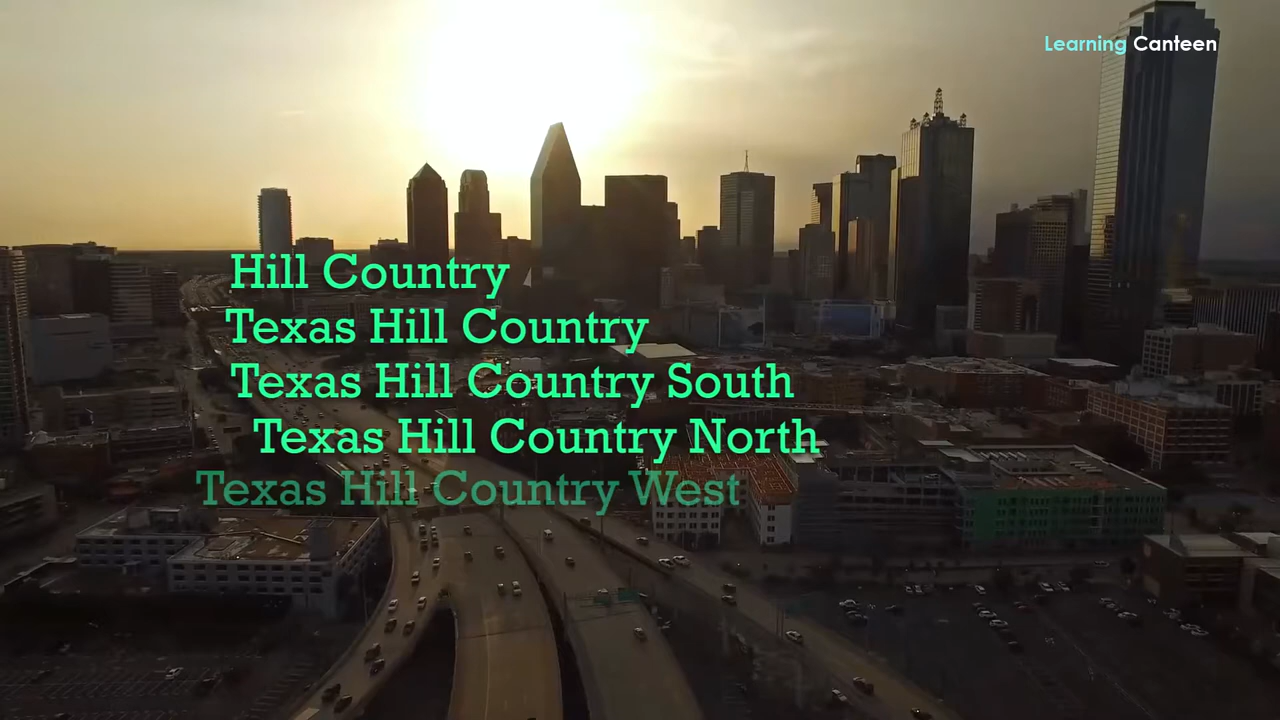 Learning Canteen
Hill Country
Texas Hill Country
Texas Hill Country South
Texas Hill Country North
Texas Hill Country West